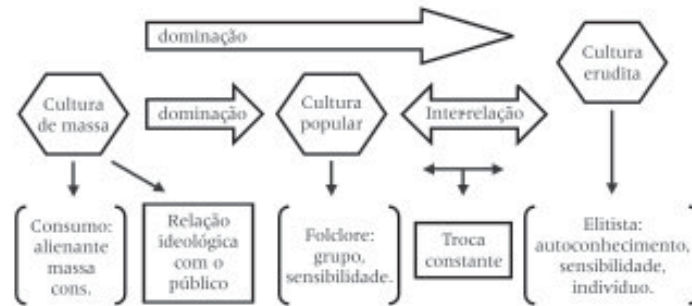 dominação
Cultura
erudita
Cultura
de massa
dominação
Cultura
popular
Inter-relação
Consumo:
alienante
massa
cons.
Relação
ideológica
com o
público
Folclore:
grupo,
sensibilidade.
Troca
constante
Elitista:
autoconhecimento,
sensibilidade,
indivíduo.